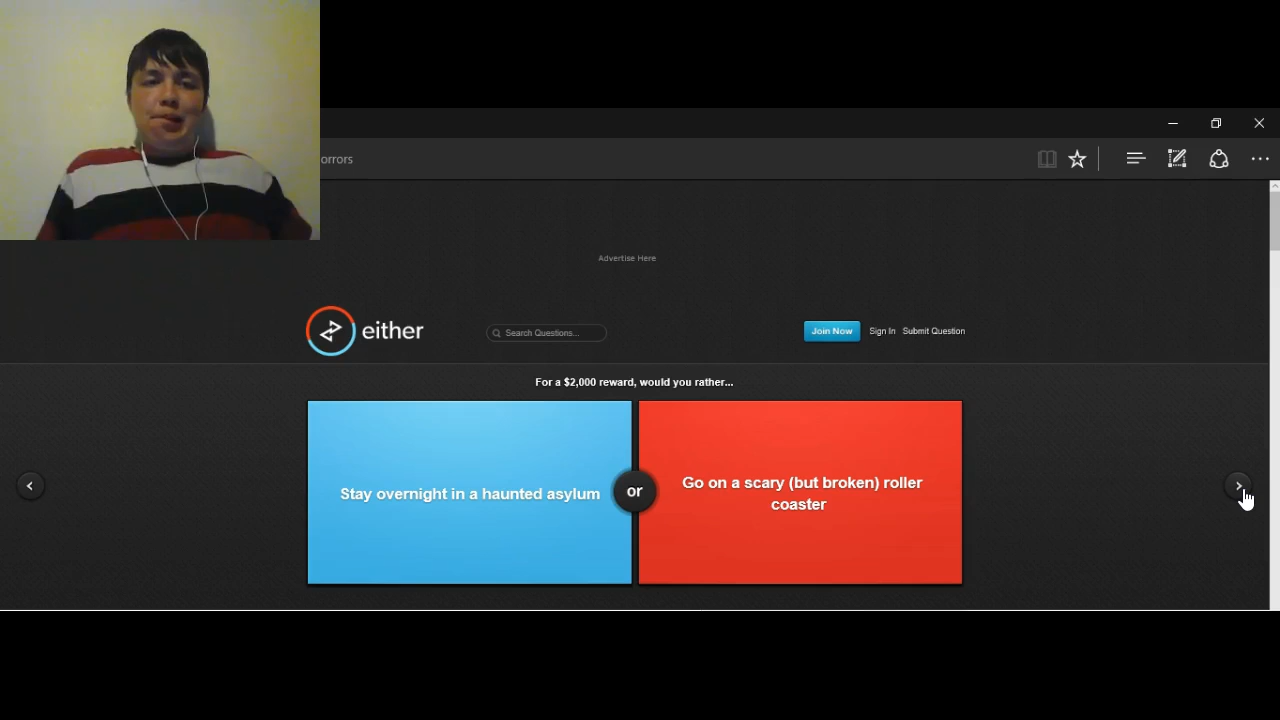 orrors
Advertise Here
either
Search Questions...
Join Now
Sign In
Submit Question
For a $2,000 reward, would you rather...
Stay overnight in a haunted asylum
or
Go on a scary (but broken) roller
coaster